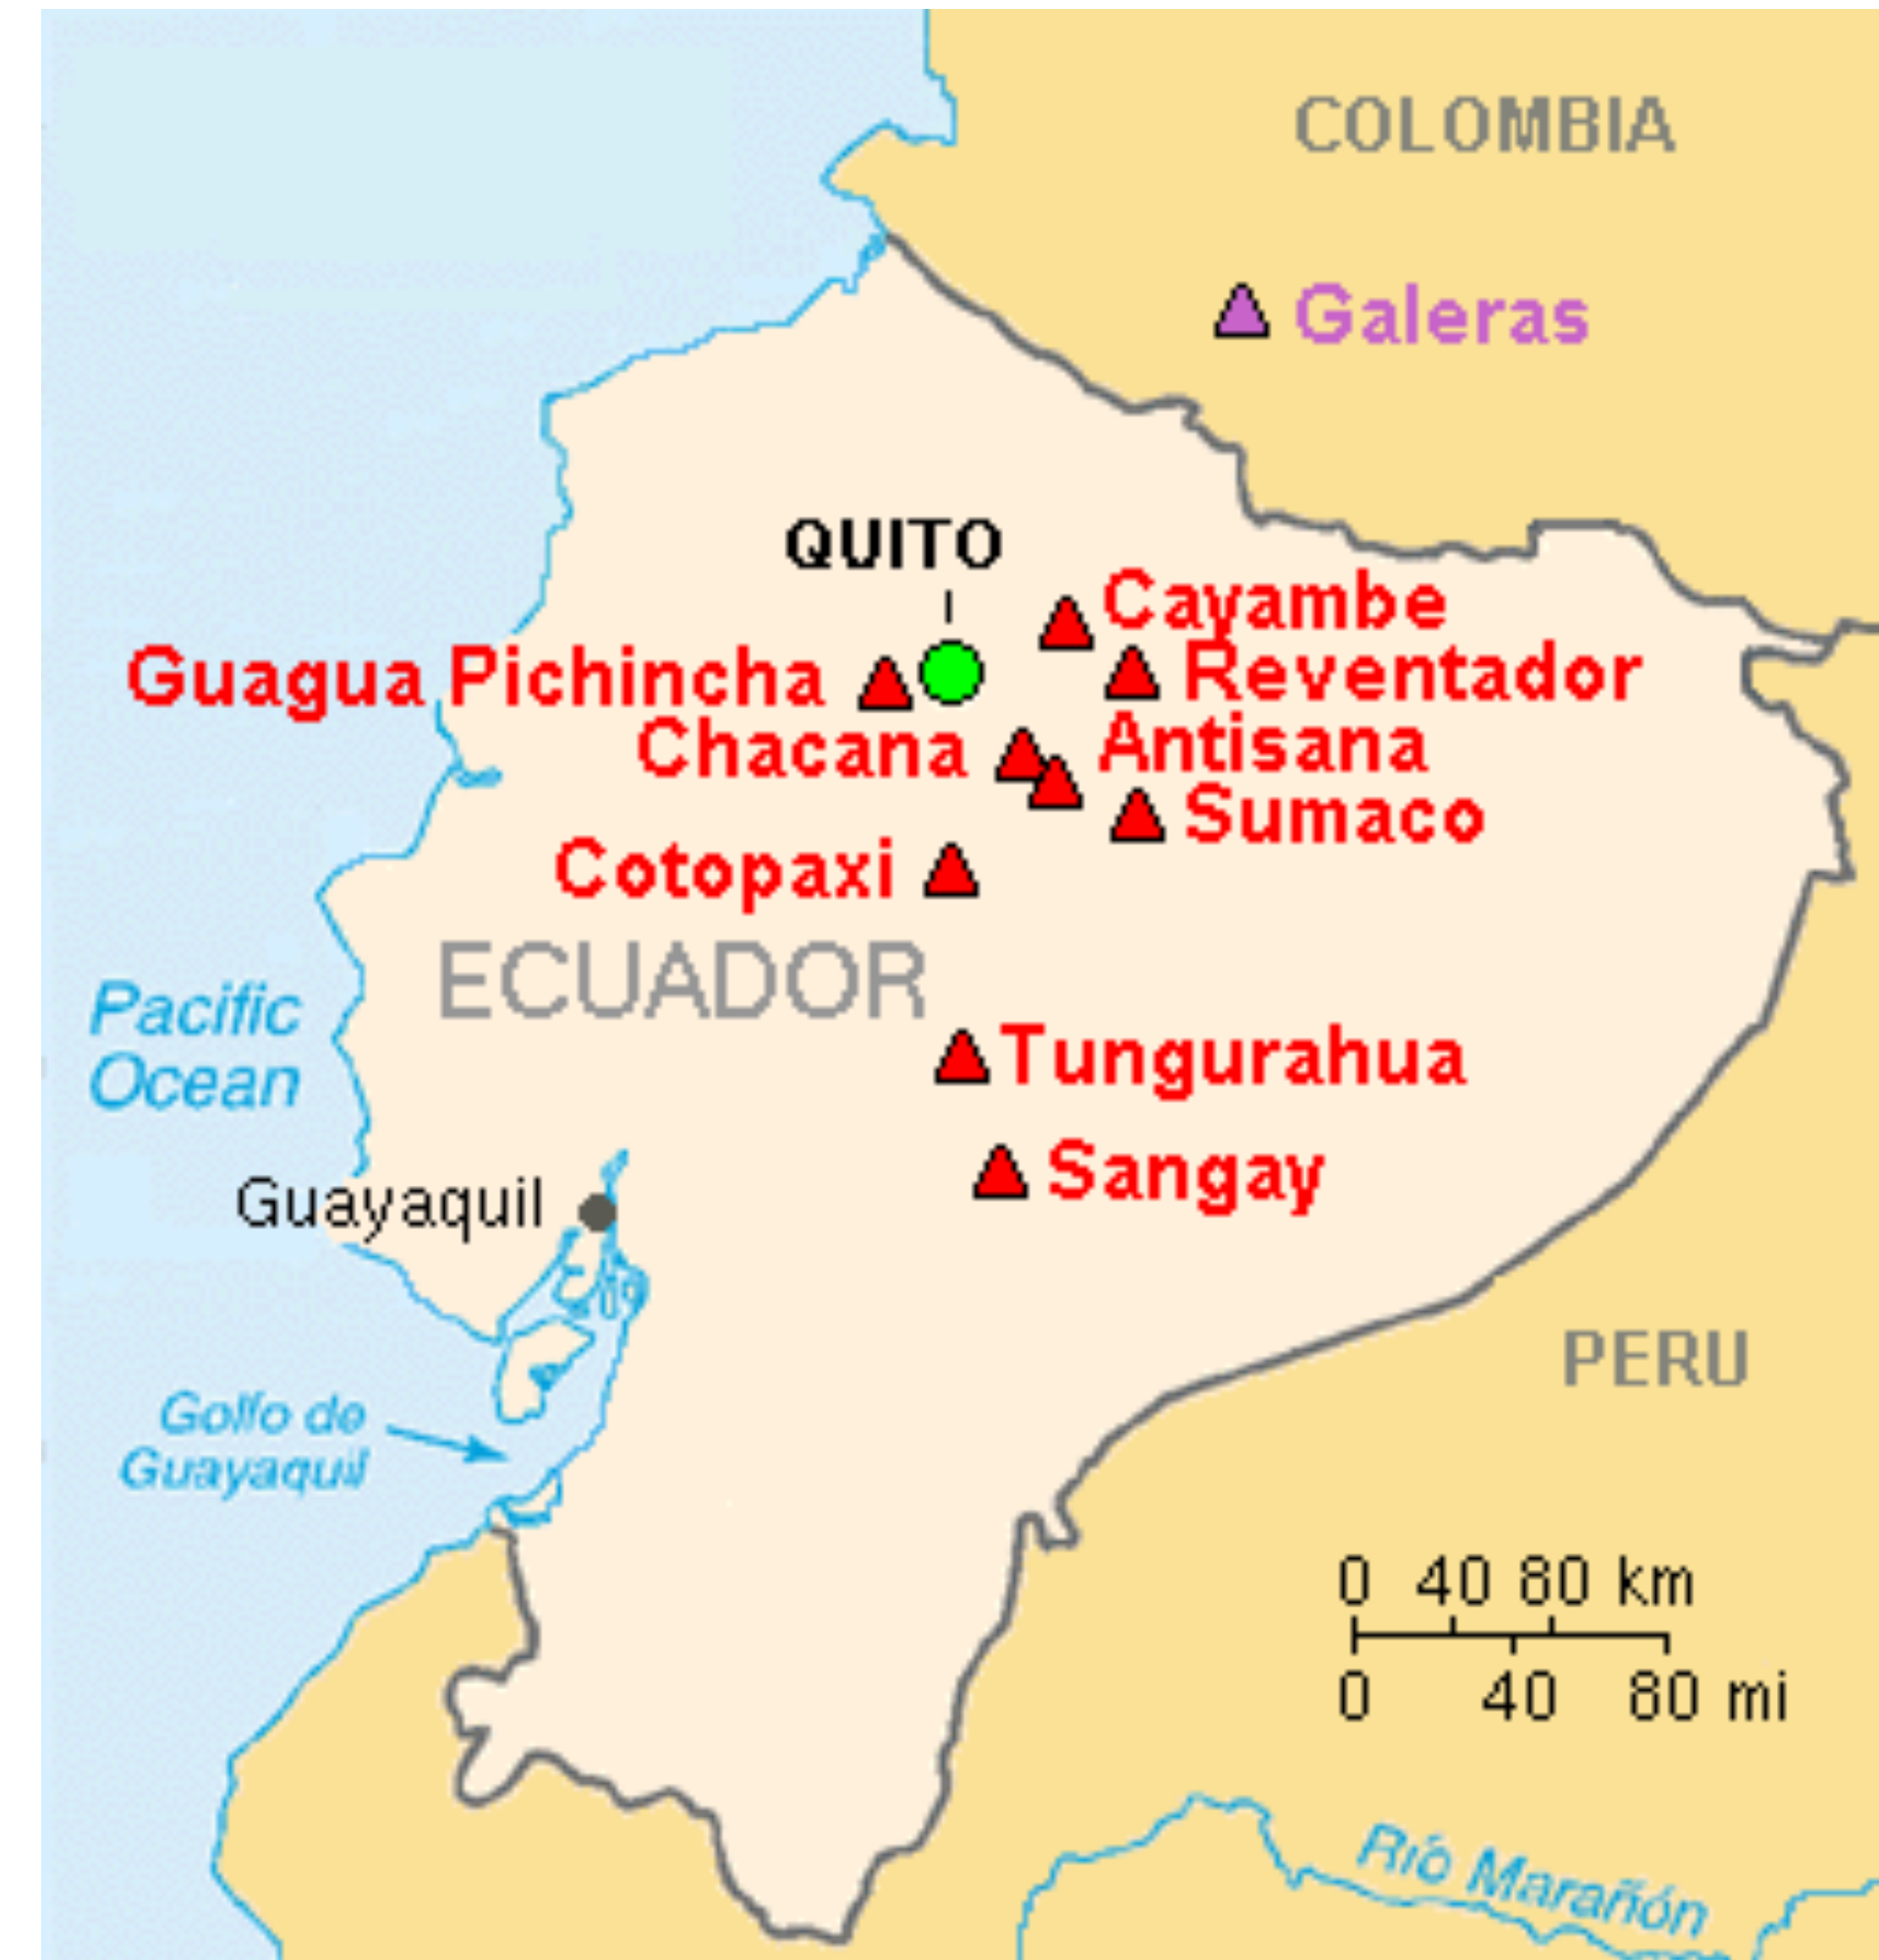 COLOMBIA
Galeras
QUITO
Cayambe
Guagua Pichincha
Reventador
Chacana
Antisana
Sumaco
Cotopaxi
ECUADOR
Pacific
Ocean
Tungurahua
Sangay
Guayaquil
PERU
Golfo de
Guayaquil
0 40 80 km
0 40 80 mi
Río Marañón